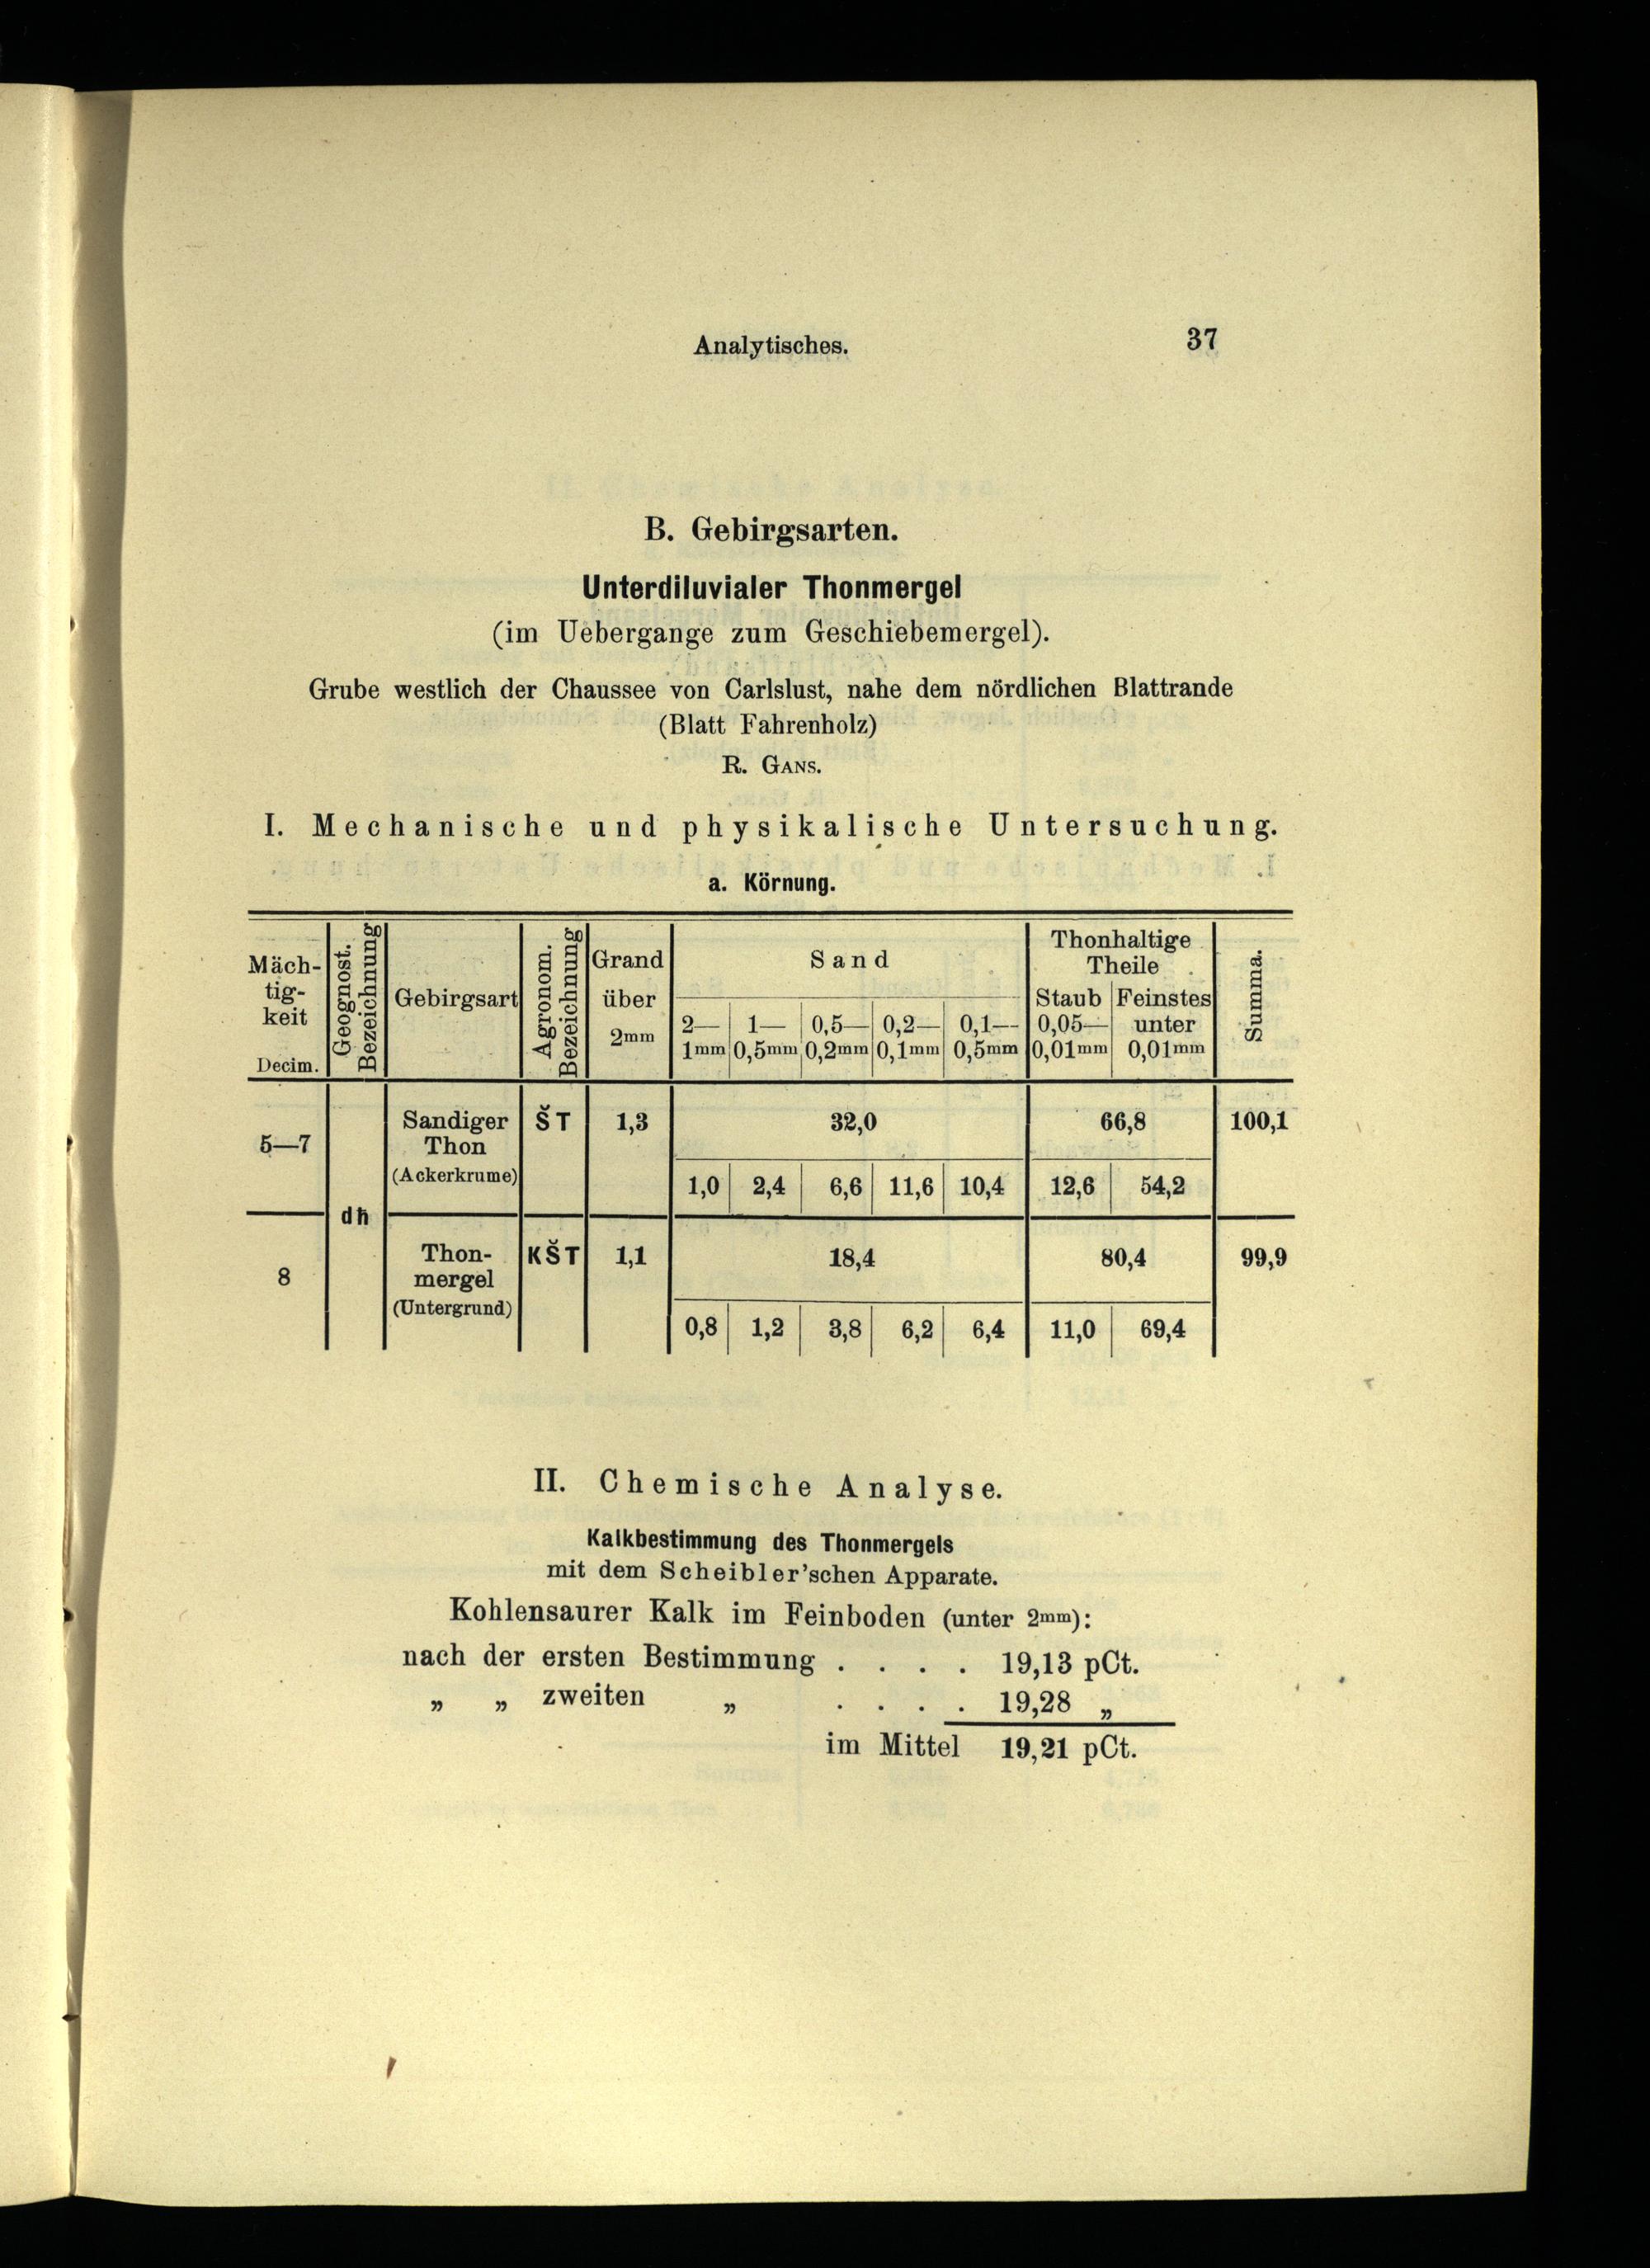 Analytisches.
37
B. Gebirgsarten.
Unterdiluvialer Thonmergel
(im Uebergange zum Geschiebemergel).
Grube westlich der Chaussee von Carlslust, nahe dem nördlichen Blattrande
(Blatt Fahrenholz)
R. GANS.
I. Mechanische und physikalische Untersuchung.
a. Körnung.
Mäch-
tig-
keit
Decim.
Geognost.
Bezeichnung
Gebirgsart
Agronom.
Bezeichnung
Grand
über
2mm
Sand
2— 1— 0,5— 0,2— 0,1—
1mm 0,5mm 0,2mm 0,1mm 0,5mm
Thonhaltige
Theile
Staub Feinstes
0,05— unter
0,01mm 0,01mm
Summa.
5—7
dh
Sandiger
Thon
(Ackerkrume)
ŠT 1,3 32,0 66,8 100,1
1,0 2,4 6,6 11,6 10,4 12,6 54,2
8
Thon-
mergel
(Untergrund)
KŠT 1,1 18,4 80,4 99,9
0,8 1,2 3,8 6,2 6,4 11,0 69,4
II. Chemische Analyse.
Kalkbestimmung des Thonmergels
mit dem Scheibler'schen Apparate.
Kohlensaurer Kalk im Feinboden (unter 2mm):
nach der ersten Bestimmung . . . . 19,13 pCt.
„ „ zweiten „ . . . . 19,28 „
im Mittel 19,21 pCt.